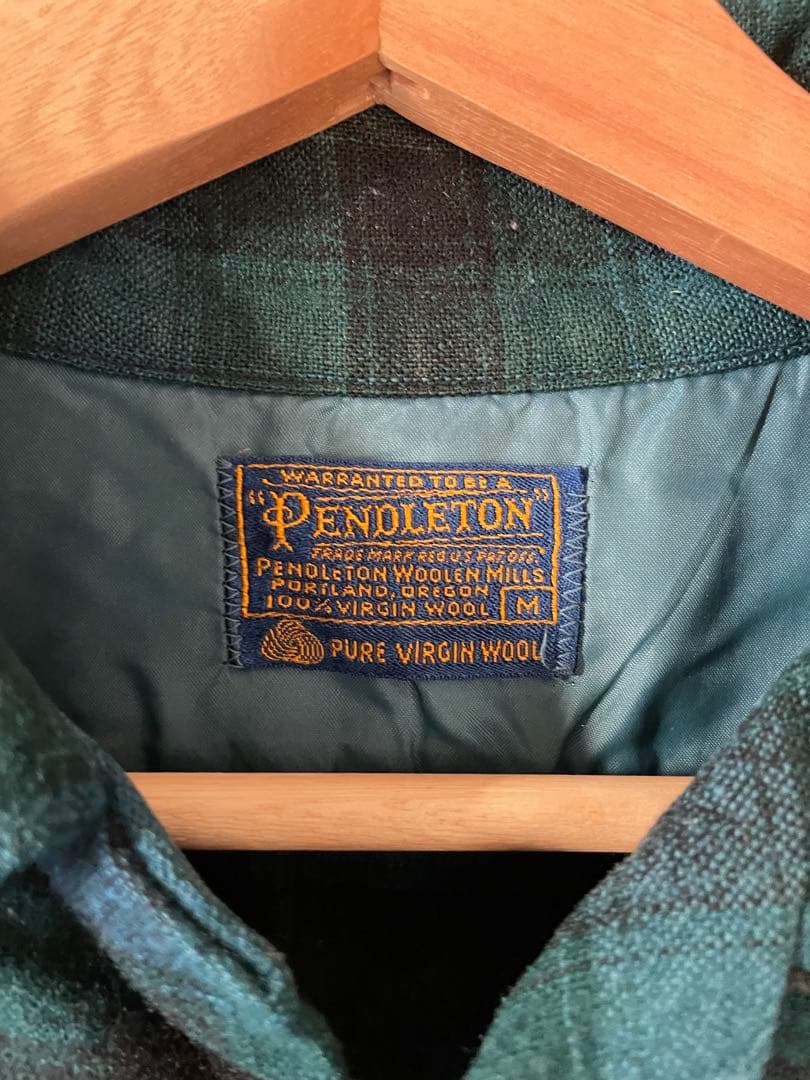 WARRANTED TO BE A
"PENDLETON"
TRADE MARK REG U.S. PAT. OFF.
PENDLETON WOOLEN MILLS
PORTLAND, OREGON
100% VIRGIN WOOL M
PURE VIRGIN WOOL